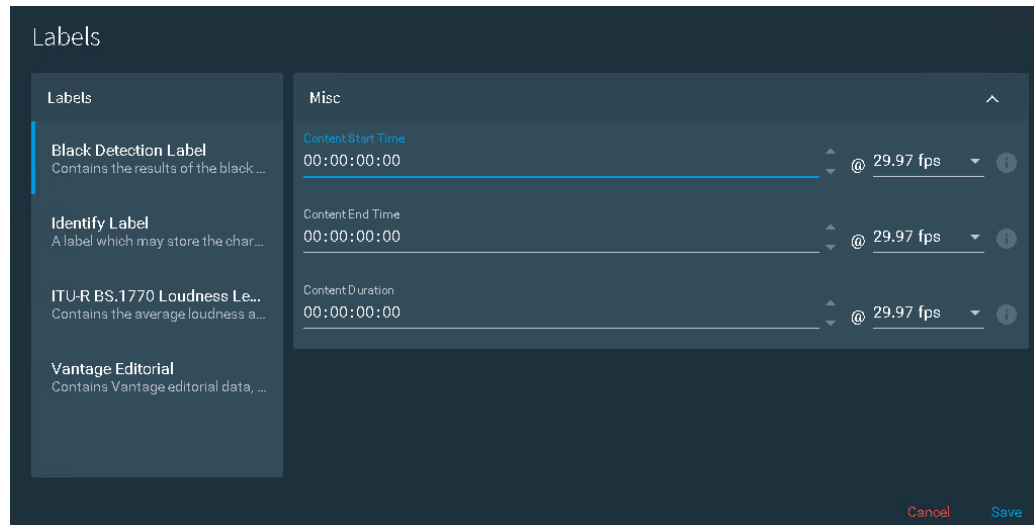 Labels
Labels
Black Detection Label
Contains the results of the black ...
Identify Label
A label which may store the char...
ITU-R BS.1770 Loudness Le...
Contains the average loudness a...
Vantage Editorial
Contains Vantage editorial data, ...
Misc
Content Start Time
00:00:00:00 @ 29.97 fps
Content End Time
00:00:00:00 @ 29.97 fps
Content Duration
00:00:00:00 @ 29.97 fps
Cancel Save